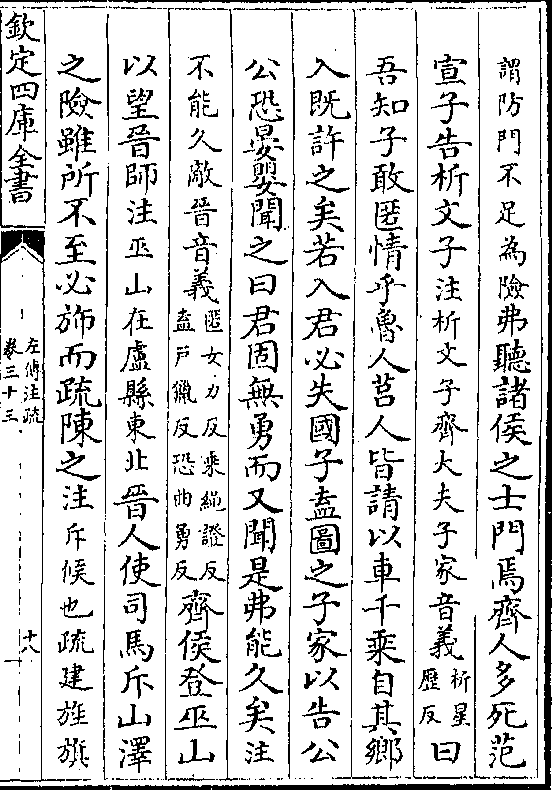 謂防門不足為險弗聽諸侯之士門焉齊人多死范
宣子告析文子注析文子齊大夫子家音義析星歷反曰
吾知子敢匿情乎魯人莒人皆請以車千乘自其鄉
入既許之矣若入君必失國子盍圖之子家以告公
公恐晏嬰聞之曰君固無勇而又聞是弗能久矣注
不能久敵晉音義匿女力反乘繩證反盍戸獵反恐曲勇反齊侯登巫山
以望晉師注巫山在盧縣東北晉人使司馬斥山澤
之險雖所不至必斾而疏陳之注斥候也疏建旌旗
欽定四庫全書
左傳注疏
卷三十三
十八